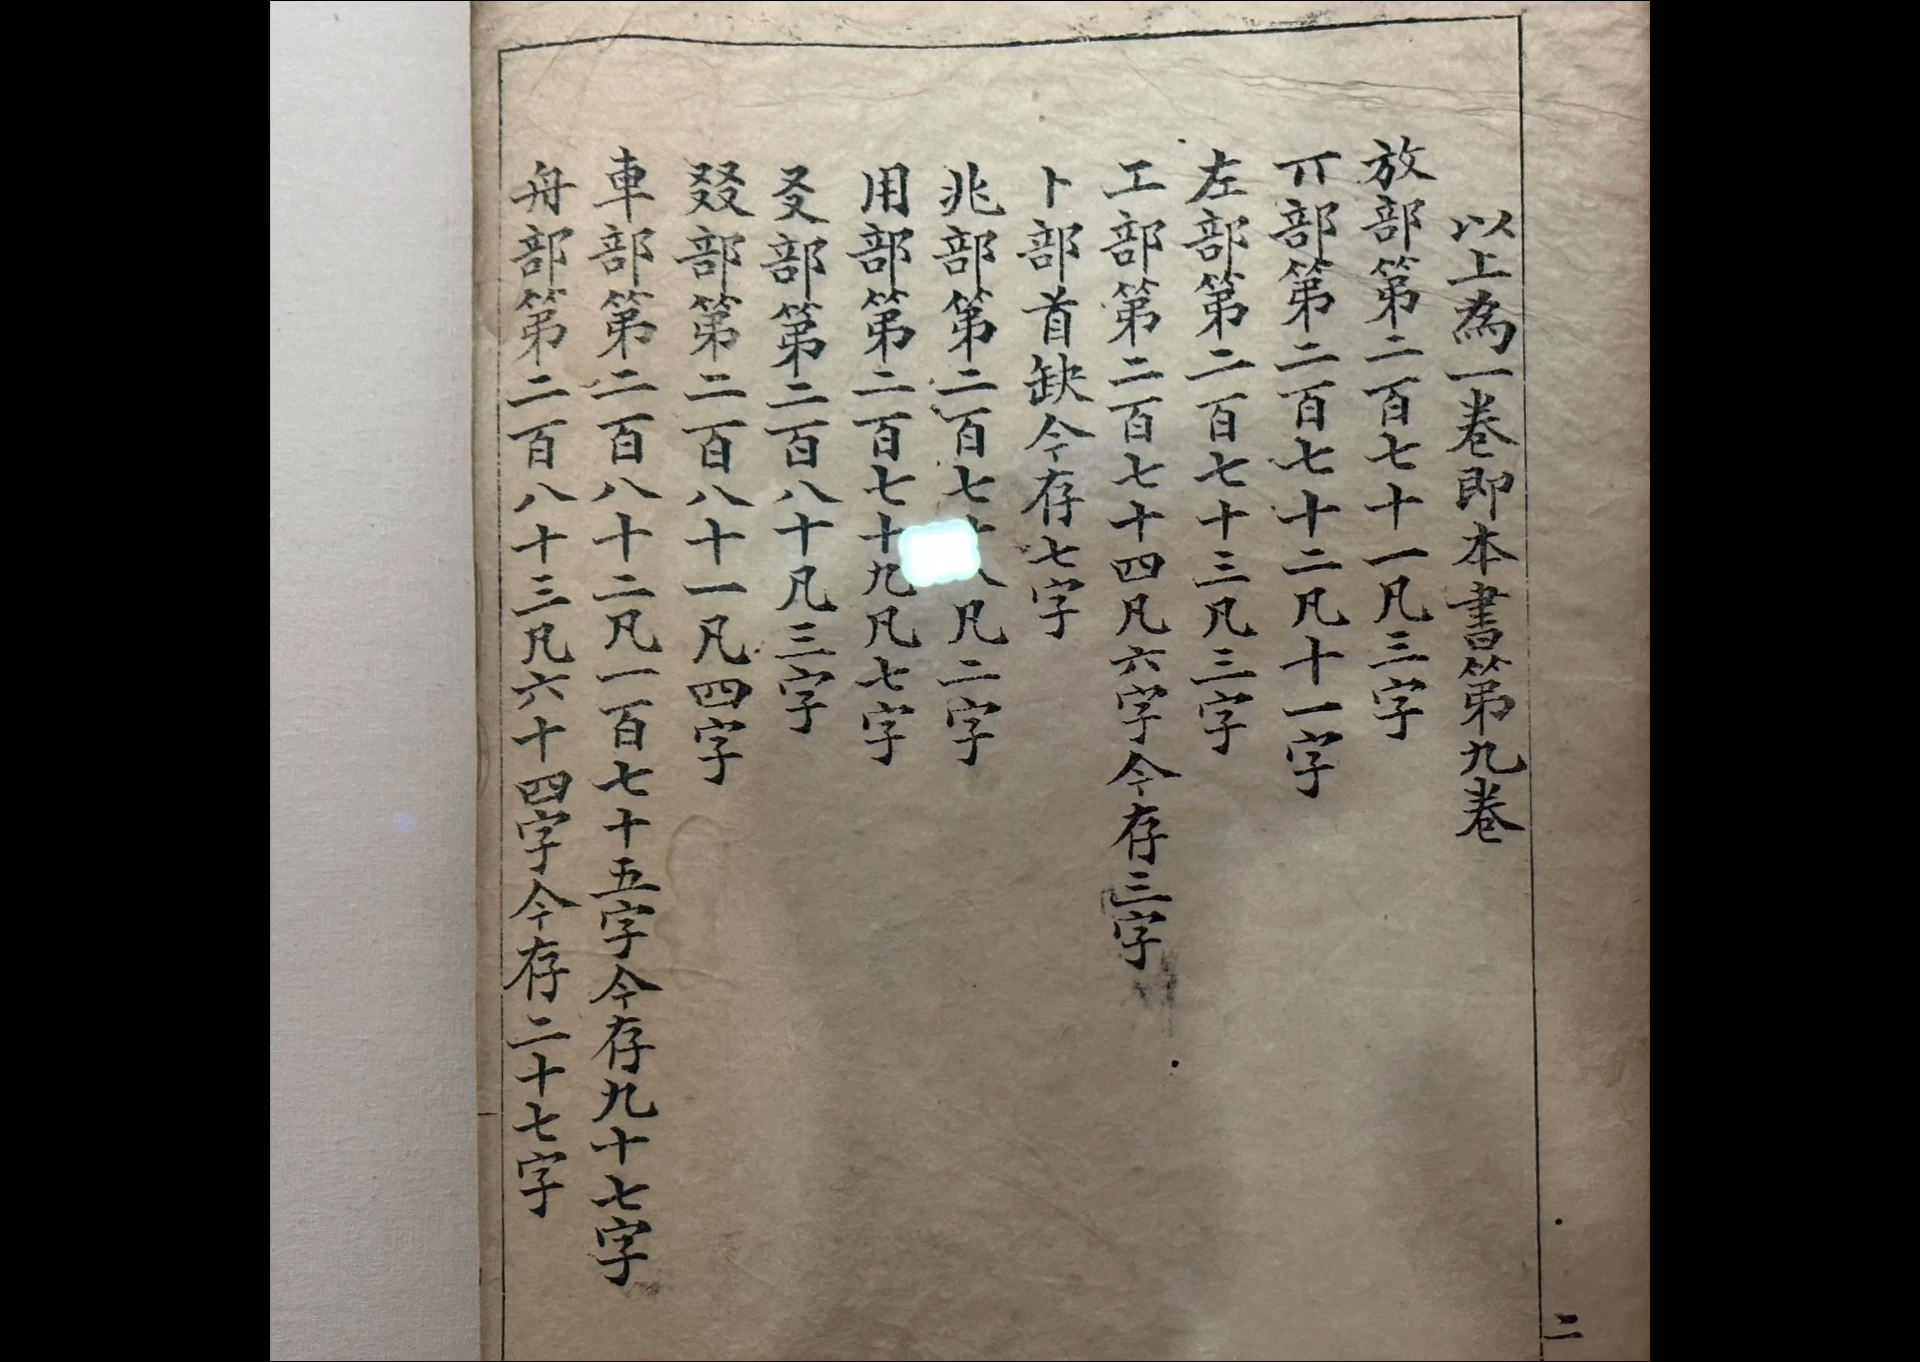 以上為一卷即本書第九卷
放部第二百七十一凡三字
丌部第二百七十二凡十一字
左部第二百七十三凡三字
工部第二百七十四凡六字今存三字
卜部首缺今存七字
兆部第二百七十八凡二字
用部第二百七十九凡七字
爻部第二百八十凡三字
㸚部第二百八十一凡四字
車部第二百八十二凡一百七十五字今存九十七字
舟部第二百八十三凡六十四字今存二十七字
二